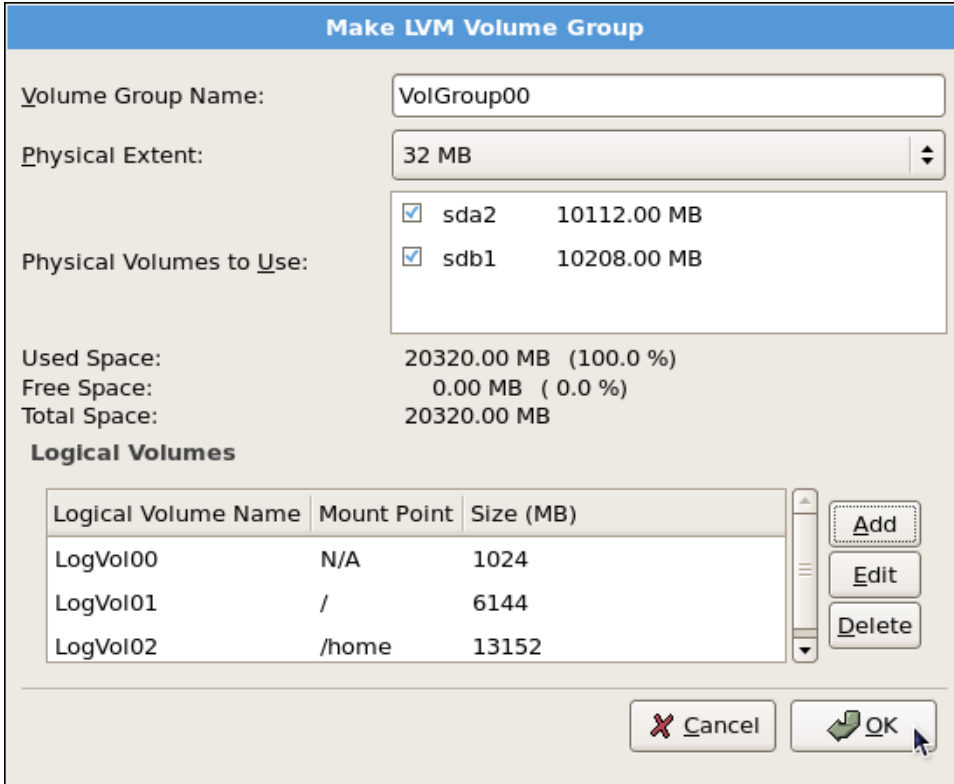 Make LVM Volume Group
Volume Group Name: VolGroup00
Physical Extent: 32 MB
Physical Volumes to Use:
sda2 10112.00 MB
sdb1 10208.00 MB
Used Space: 20320.00 MB (100.0 %)
Free Space: 0.00 MB ( 0.0 %)
Total Space: 20320.00 MB
Logical Volumes
Logical Volume Name Mount Point Size (MB)
LogVol00 N/A 1024
LogVol01 / 6144
LogVol02 /home 13152
Add
Edit
Delete
Cancel OK